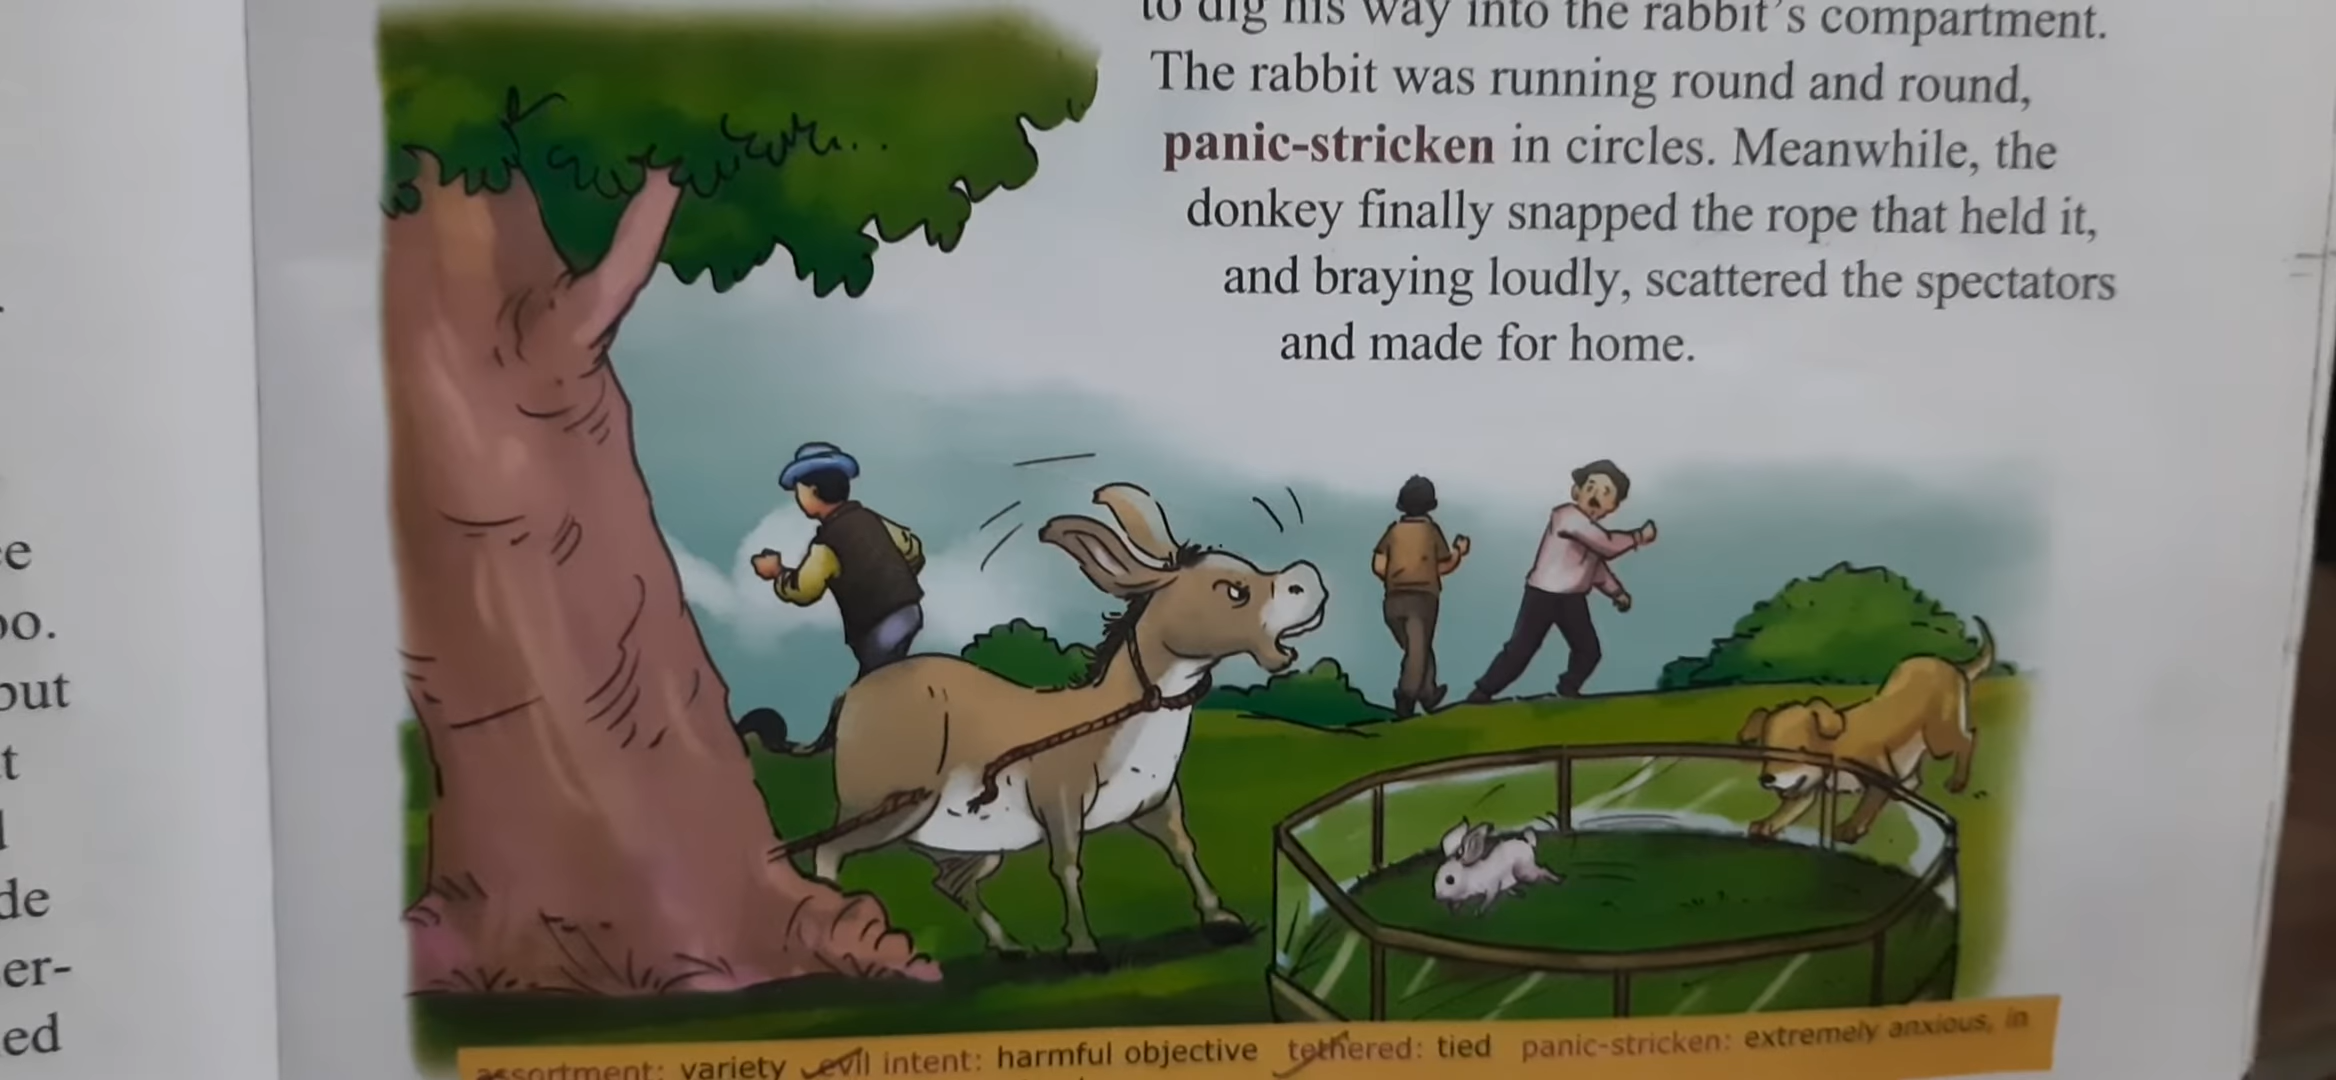 to dig his way into the rabbit's compartment.
The rabbit was running round and round,
panic-stricken in circles. Meanwhile, the
donkey finally snapped the rope that held it,
and braying loudly, scattered the spectators
and made for home.
assortment: variety evil intent: harmful objective tethered: tied panic-stricken: extremely anxious, in